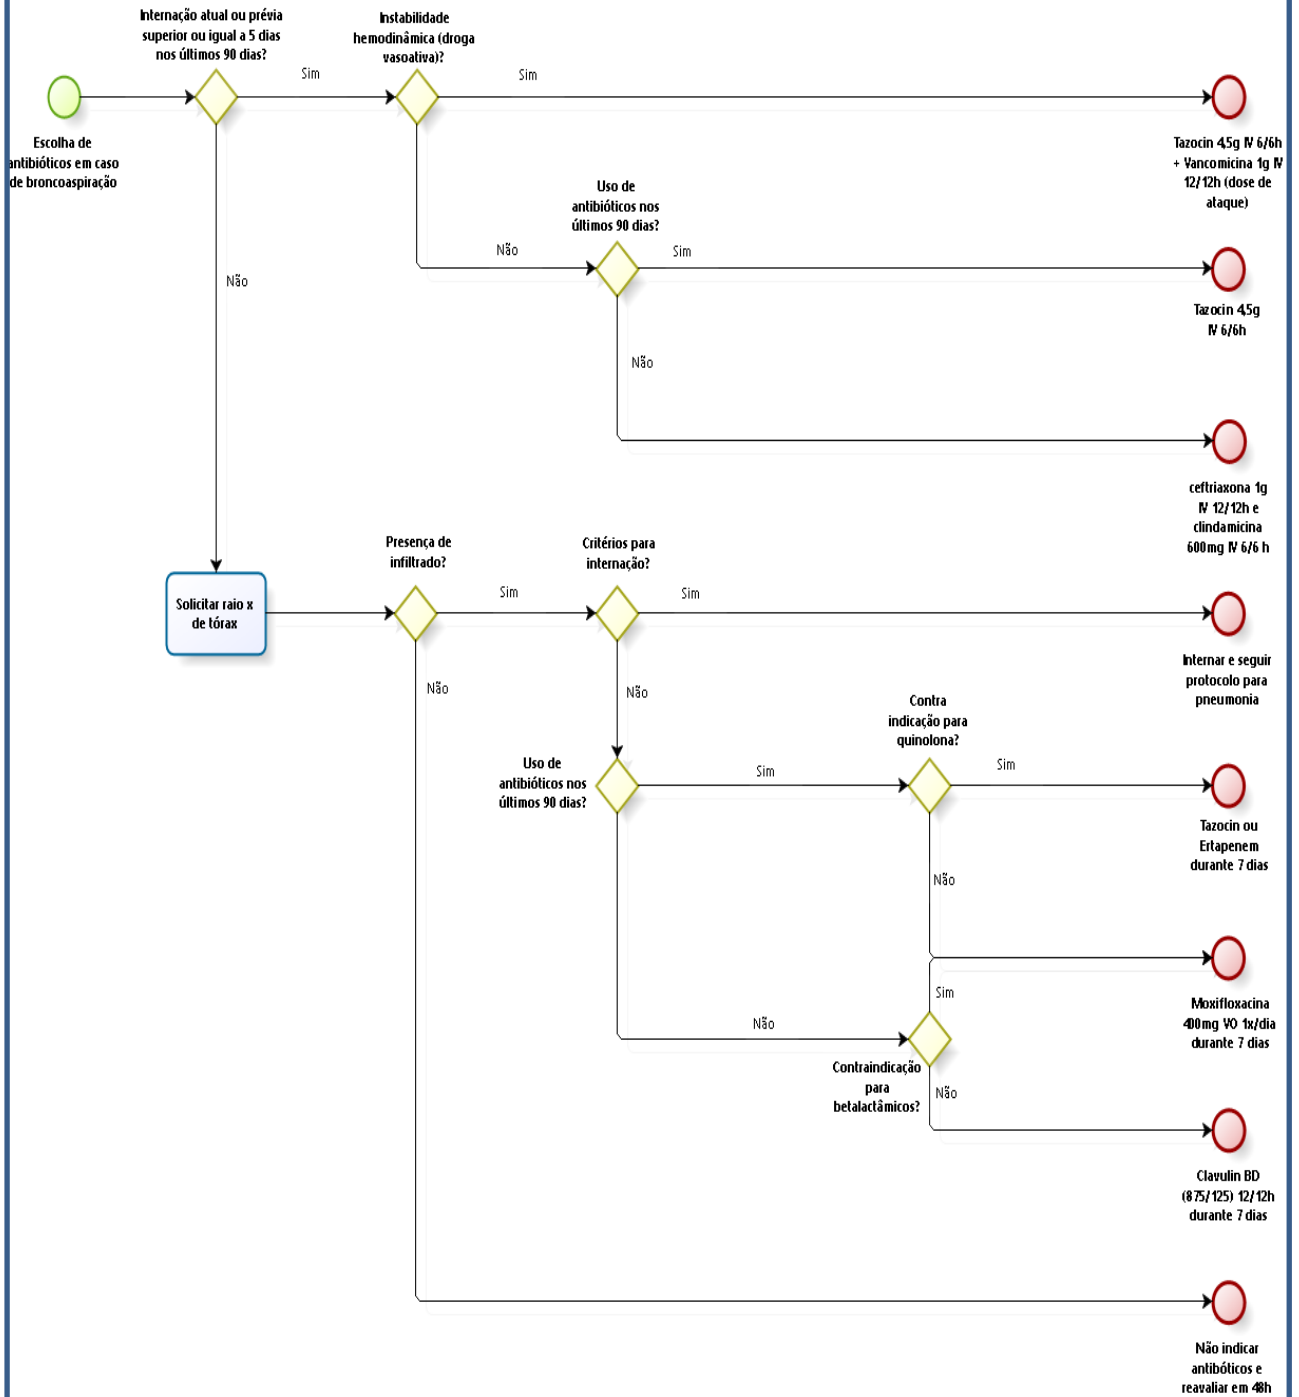 Internação atual ou prévia
superior ou igual a 5 dias
nos últimos 90 dias?
Instabilidade
hemodinâmica (droga
vasoativa)?
Sim
Sim
Escolha de
antibióticos em caso
de broncoaspiração
Tazocin 4,5g IV 6/6h
+ Vancomicina 1g IV
12/12h (dose de
ataque)
Uso de
antibióticos nos
últimos 90 dias?
Não
Sim
Não
Tazocin 4,5g
IV 6/6h
Não
ceftriaxona 1g
IV 12/12h e
clindamicina
600mg IV 6/6 h
Presença de
infiltrado?
Critérios para
internação?
Sim
Sim
Solicitar raio x
de tórax
Internar e seguir
protocolo para
pneumonia
Não
Não
Contra
indicação para
quinolona?
Uso de
antibióticos nos
últimos 90 dias?
Sim
Sim
Tazocin ou
Ertapenem
durante 7 dias
Não
Sim
Moxifloxacina
400mg VO 1x/dia
durante 7 dias
Não
Contraindicação
para
betalactâmicos?
Não
Clavulin BD
(875/125) 12/12h
durante 7 dias
Não indicar
antibóticos e
reavaliar em 48h